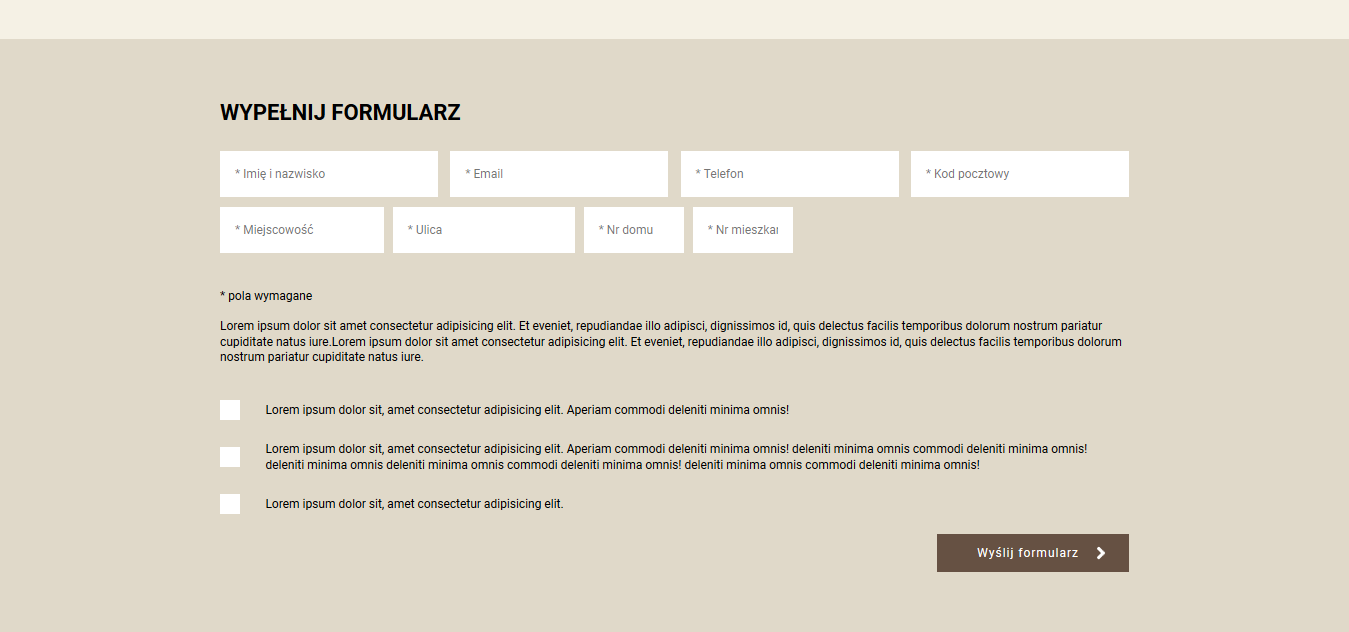 WYPEŁNIJ FORMULARZ
* Imię i nazwisko
* Email
* Telefon
* Kod pocztowy
* Miejscowość
* Ulica
* Nr domu
* Nr mieszkan
* pola wymagane
Lorem ipsum dolor sit amet consectetur adipisicing elit. Et eveniet, repudiandae illo adipisci, dignissimos id, quis delectus facilis temporibus dolorum nostrum pariatur
cupiditate natus iure.Lorem ipsum dolor sit amet consectetur adipisicing elit. Et eveniet, repudiandae illo adipisci, dignissimos id, quis delectus facilis temporibus dolorum
nostrum pariatur cupiditate natus iure.
Lorem ipsum dolor sit, amet consectetur adipisicing elit. Aperiam commodi deleniti minima omnis!
Lorem ipsum dolor sit, amet consectetur adipisicing elit. Aperiam commodi deleniti minima omnis! deleniti minima omnis commodi deleniti minima omnis!
deleniti minima omnis deleniti minima omnis commodi deleniti minima omnis! deleniti minima omnis commodi deleniti minima omnis!
Lorem ipsum dolor sit, amet consectetur adipisicing elit.
Wyślij formularz